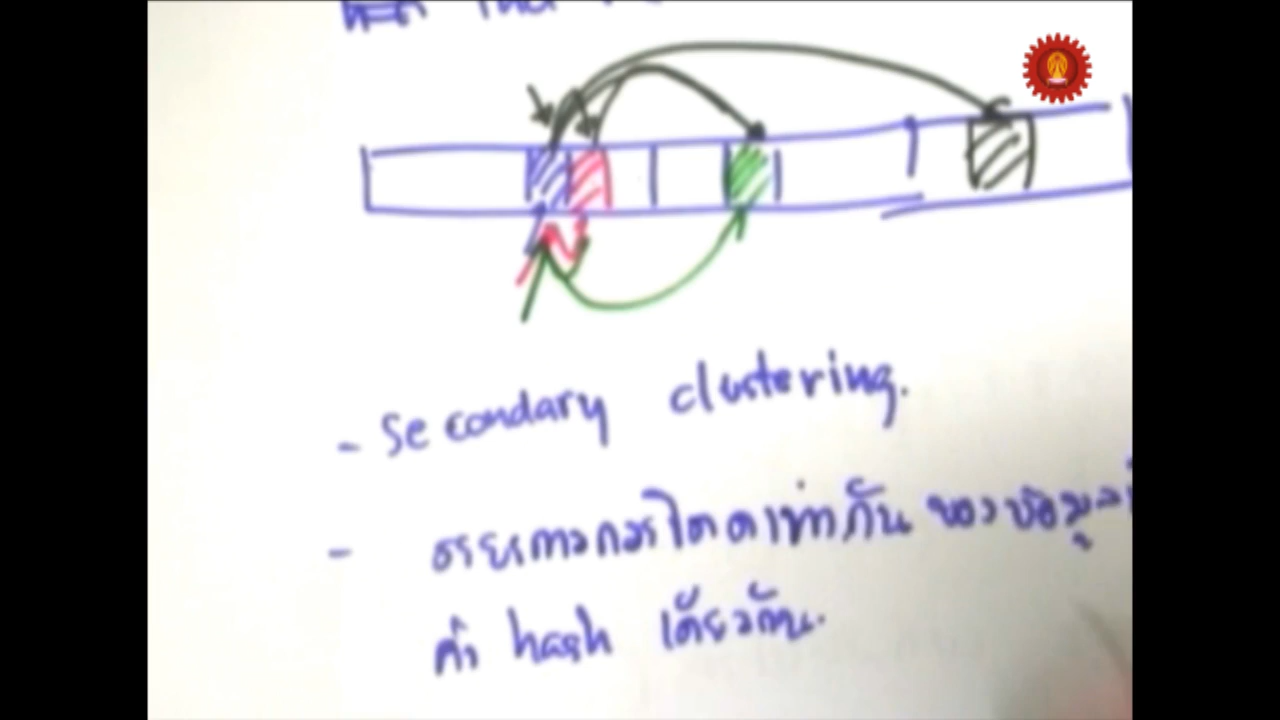 - Secondary clustering.
- ระยะทางการโดดเท่ากัน ของข้อมูล
ค่า hash เดียวกัน.